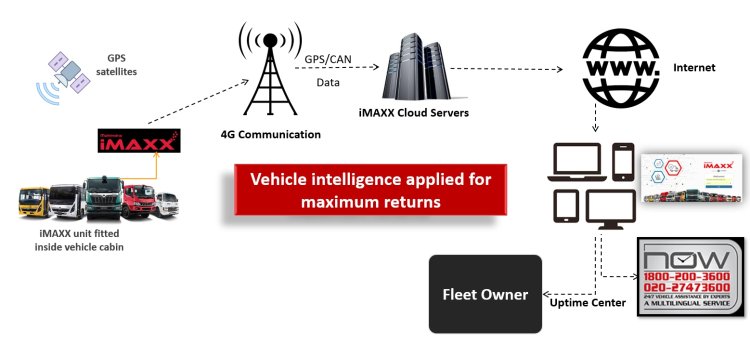 GPS
satellites
GPS/CAN
Data
WWW.
Internet
iMAXX Cloud Servers
4G Communication
iMAXX
Vehicle intelligence applied for
maximum returns
iMAXX
iMAXX unit fitted
inside vehicle cabin
now
1800-200-3600
020-27473600
24/7 VEHICLE ASSISTANCE BY EXPERTS
A MULTILINGUAL SERVICE
Fleet Owner
Uptime Center